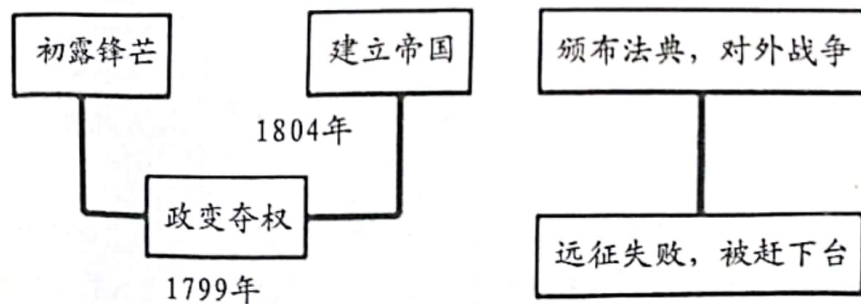 初露锋芒
建立帝国
颁布法典，对外战争
1804年
政变夺权
远征失败，被赶下台
1799年